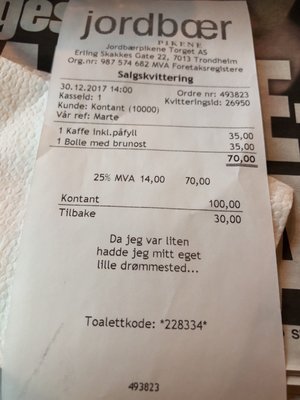 ges
jordbær
PIKENE
Jordbærpikene Torget AS
Erling Skakkes Gate 22, 7013 Trondheim
Org.nr: 987 574 682 MVA Foretaksregistere
Salgskvittering
30.12.2017 14:00 Ordre nr: 493823
Kasseid: 1 Kvitteringsid: 26950
Kunde: Kontant (10000)
Vår ref: Marte
1 Kaffe inkl.påfyll 35,00
1 Bolle med brunost 35,00
70,00
25% MVA 14,00 70,00
Kontant 100,00
Tilbake 30,00
Da jeg var liten
hadde jeg mitt eget
lille drømmested...
Toalettkode: *228334*
493823